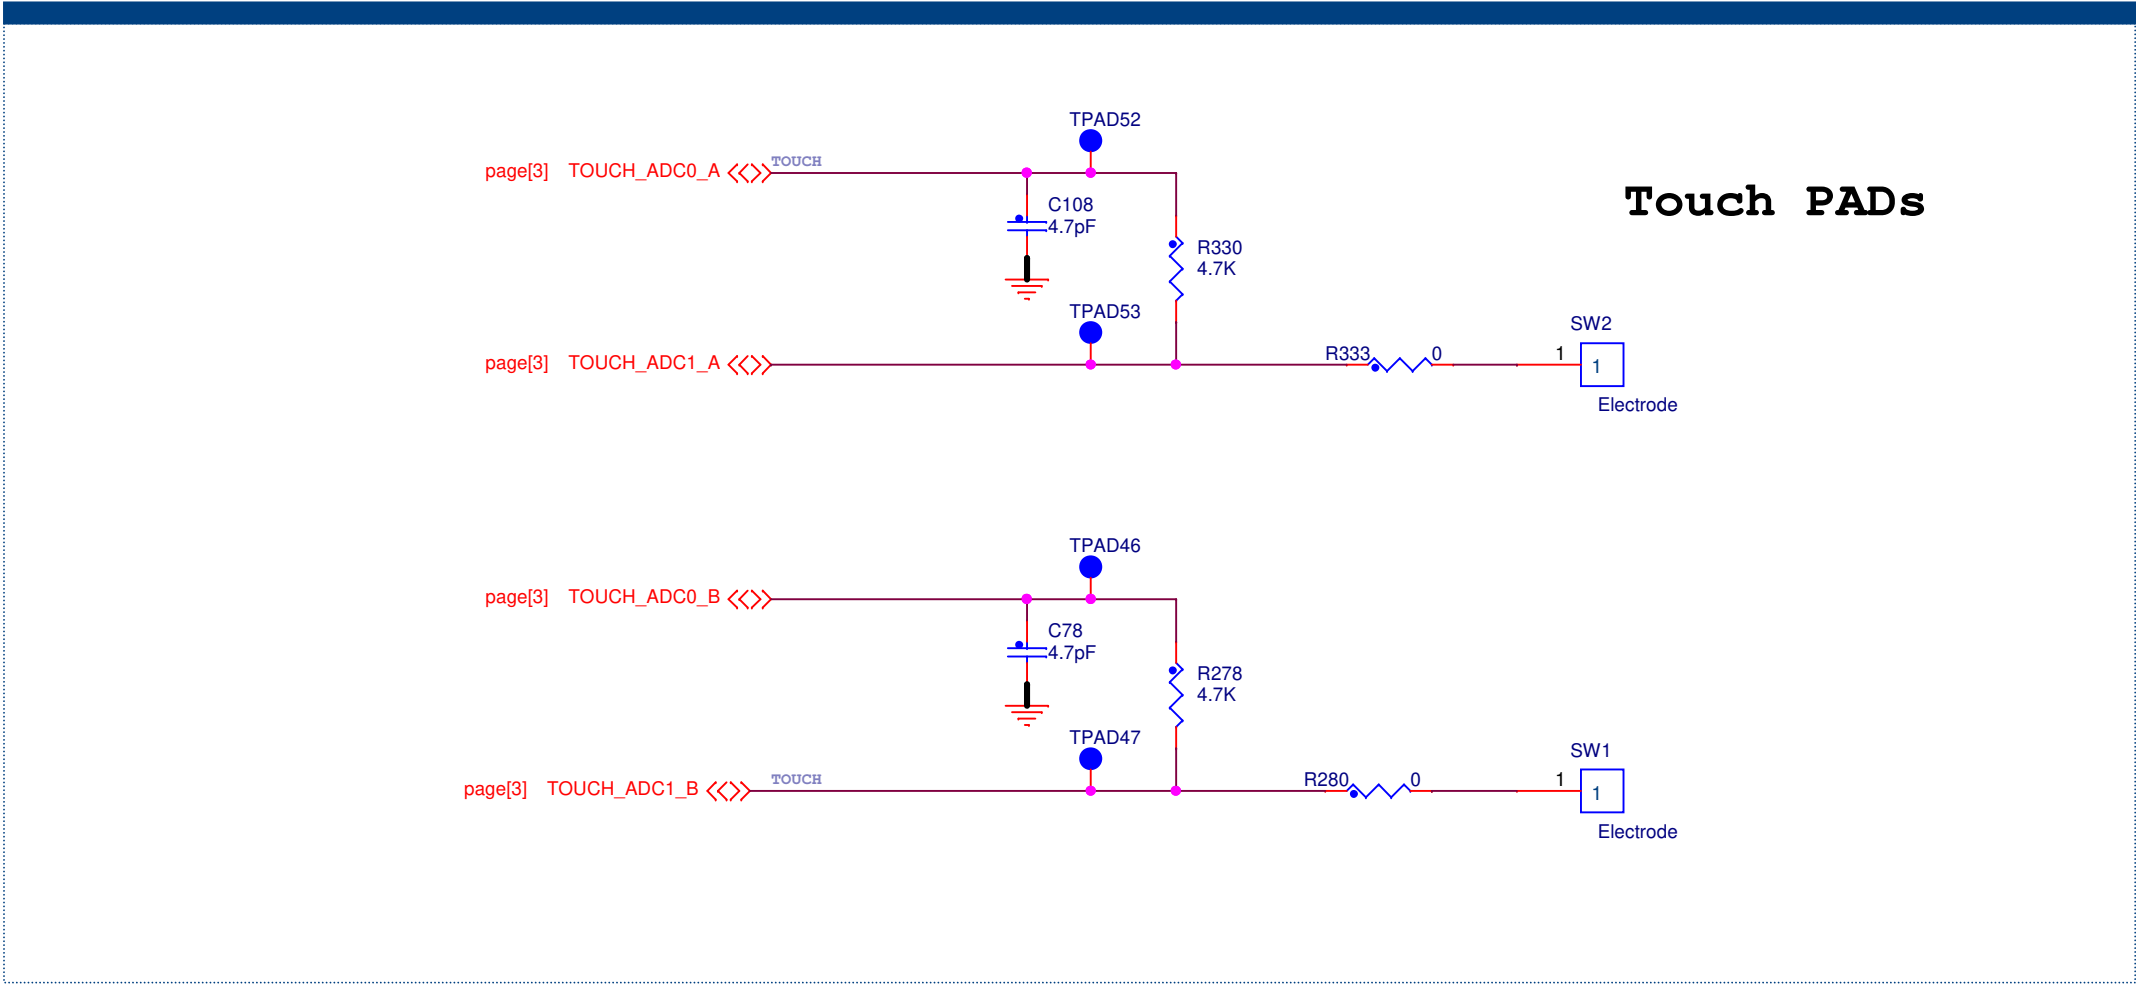 TPAD52
page[3] TOUCH_ADC0_A TOUCH
Touch PADs
C108
4.7pF
R330
4.7K
TPAD53
SW2
page[3] TOUCH_ADC1_A
R333 0
1
1
Electrode
TPAD46
page[3] TOUCH_ADC0_B
C78
4.7pF
R278
4.7K
TPAD47
SW1
page[3] TOUCH_ADC1_B TOUCH
R280 0
1
1
Electrode